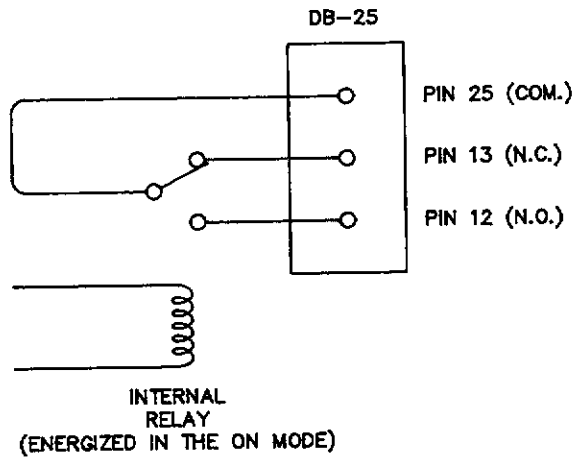 DB-25
PIN 25 (COM.)
PIN 13 (N.C.)
PIN 12 (N.O.)
INTERNAL
RELAY
(ENERGIZED IN THE ON MODE)